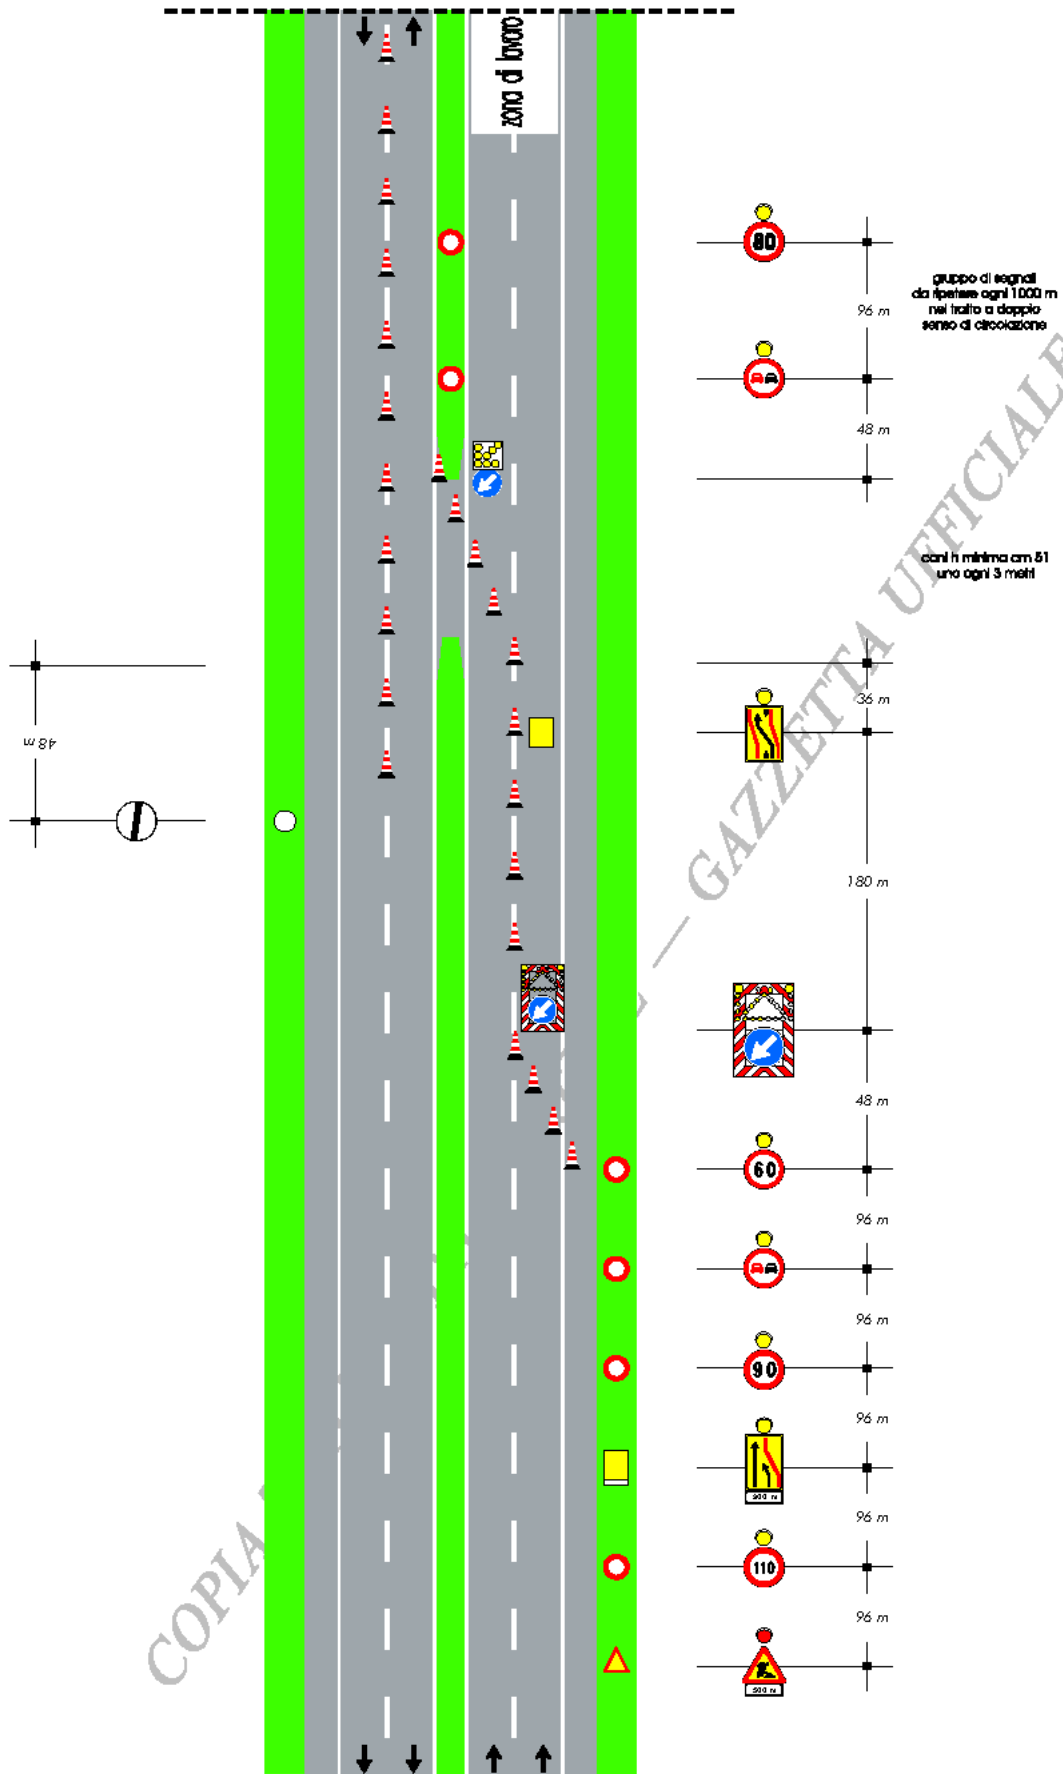 zona di lavoro
80
gruppo di segnali
da ripetere ogni 1000 m
nel tratto a doppio
senso di circolazione
96 m
48 m
coni h minima cm 51
uno ogni 3 metri
36 m
48 m
180 m
48 m
60
96 m
96 m
90
96 m
96 m
110
96 m
500 m
GAZZETTA UFFICIALE
COPIA